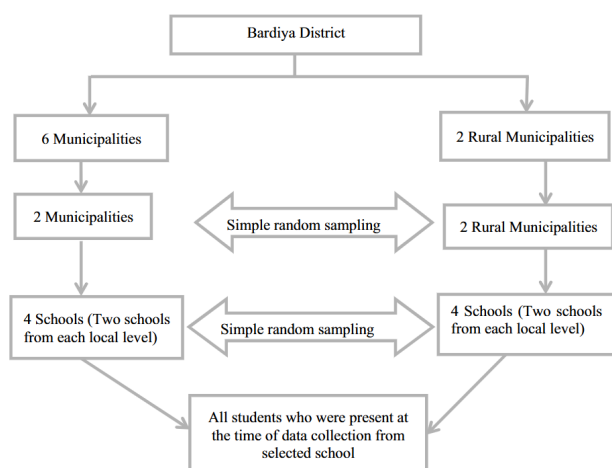 Bardiya District
6 Municipalities
2 Rural Municipalities
2 Municipalities
Simple random sampling
2 Rural Municipalities
4 Schools (Two schools
from each local level)
Simple random sampling
4 Schools (Two schools
from each local level)
All students who were present at
the time of data collection from
selected school